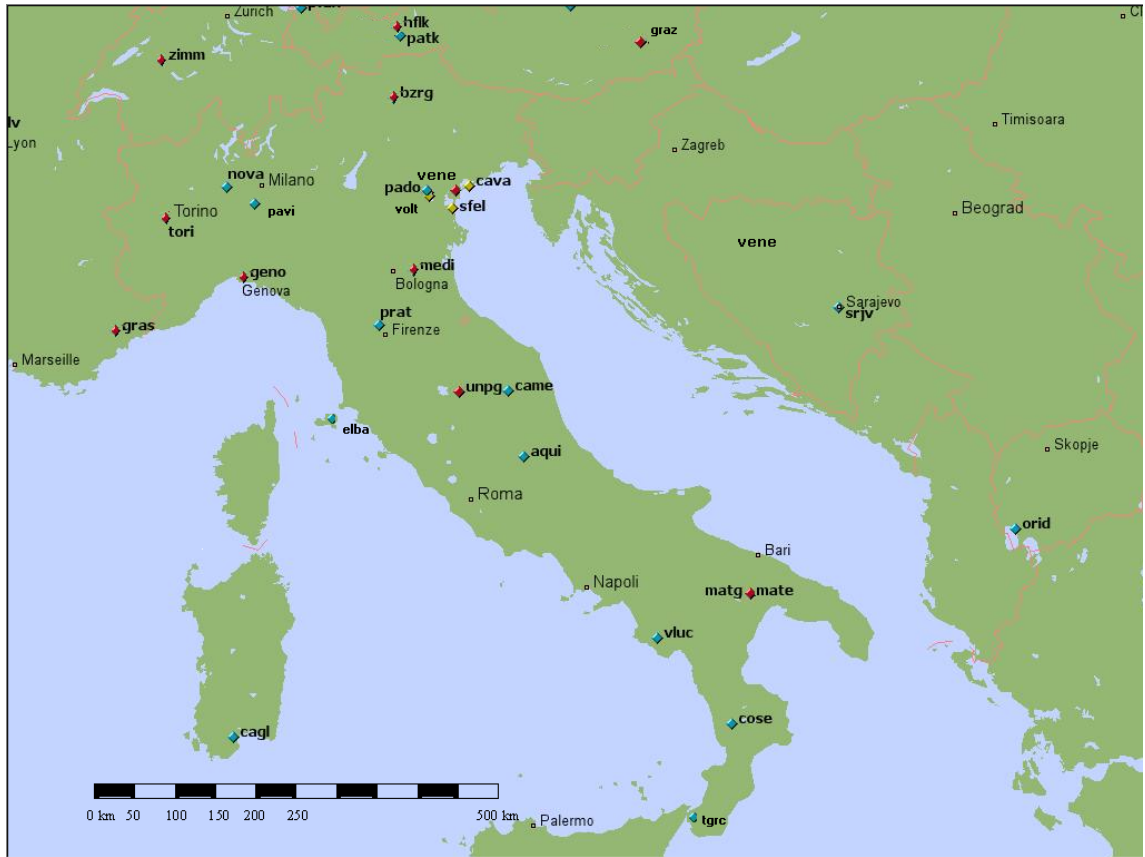 Zurich
Cl
hflk
patk
graz
zimm
bzrg
Timisoara
lv
Lyon
Zagreb
nova
Milano
pado
vene
cava
volt
sfel
pavi
Torino
tori
Beograd
vene
geno
Genova
medi
Bologna
Sarajevo
srjv
prat
Firenze
gras
Marseille
unpg
came
elba
aqui
Skopje
Roma
orid
Bari
Napoli
matg
mate
vluc
cagl
cose
0 km 50 100 150 200 250 500 km
tgrc
Palermo